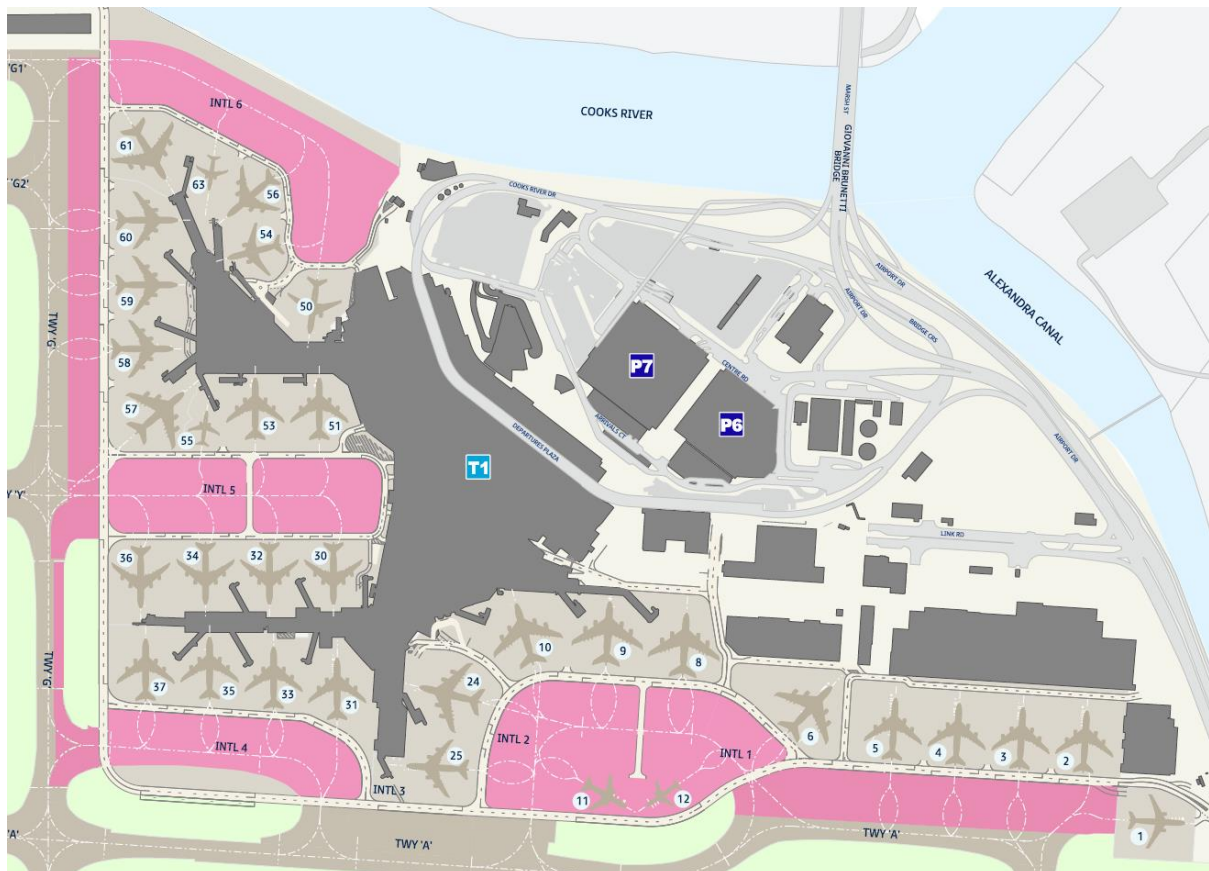 'G1'
INTL 6
COOKS RIVER
MARSH ST
GIOVANNI BRUNETTI
BRIDGE
61
63
56
'G2'
COOKS RIVER DR
60
54
AIRPORT DR
ALEXANDRA CANAL
59
50
AIRPORT DR
BRIDGE CRS
TWY 'G'
58
P7
CENTRE RD
57
53
51
P6
55
ARRIVALS CT
DEPARTURES PLAZA
AIRPORT DR
T1
INTL 5
Y 'Y'
LINK RD
36
34
32
30
10
9
8
TWY 'G'
37
35
33
31
24
INTL 4
INTL 2
INTL 1
6
5
4
3
2
25
INTL 3
11
12
'A'
TWY 'A'
TWY 'A'
1